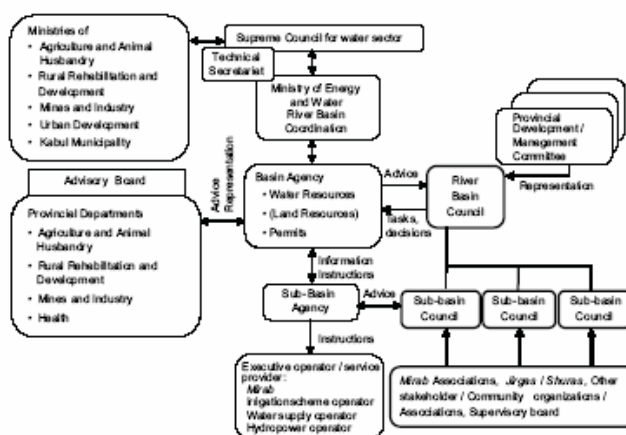 Ministries of
• Agriculture and Animal
Husbandry
• Rural Rehabilitation and
Development
• Mines and Industry
• Urban Development
• Kabul Municipality
Supreme Council for water sector
Technical
Secretariet
Ministry of Energy
and Water
River Basin
Coordination
Provincial
Development /
Management
Committee
Advisory Board
Provincial Departments
• Agriculture and Animal
Husbandry
• Rural Rehabilitation and
Development
• Mines and Industry
• Health
Advice
Representation
Basin Agency
• Water Resources
• (Land Resources)
• Permits
Advice
Tasks,
decisions
River
Basin
Council
Representation
Information
Instructions
Sub-Basin
Agency
Advice
Sub-basin
Council
Sub-basin
Council
Sub-basin
Council
Instructions
Executive operator / service
provider:
Mirab
irrigationscheme operator
Water supply operator
Hydropower operator
Mirab Associations, Jirgas / Shuras, Other
stakeholder / Community organizations /
Associations, Supervisory board